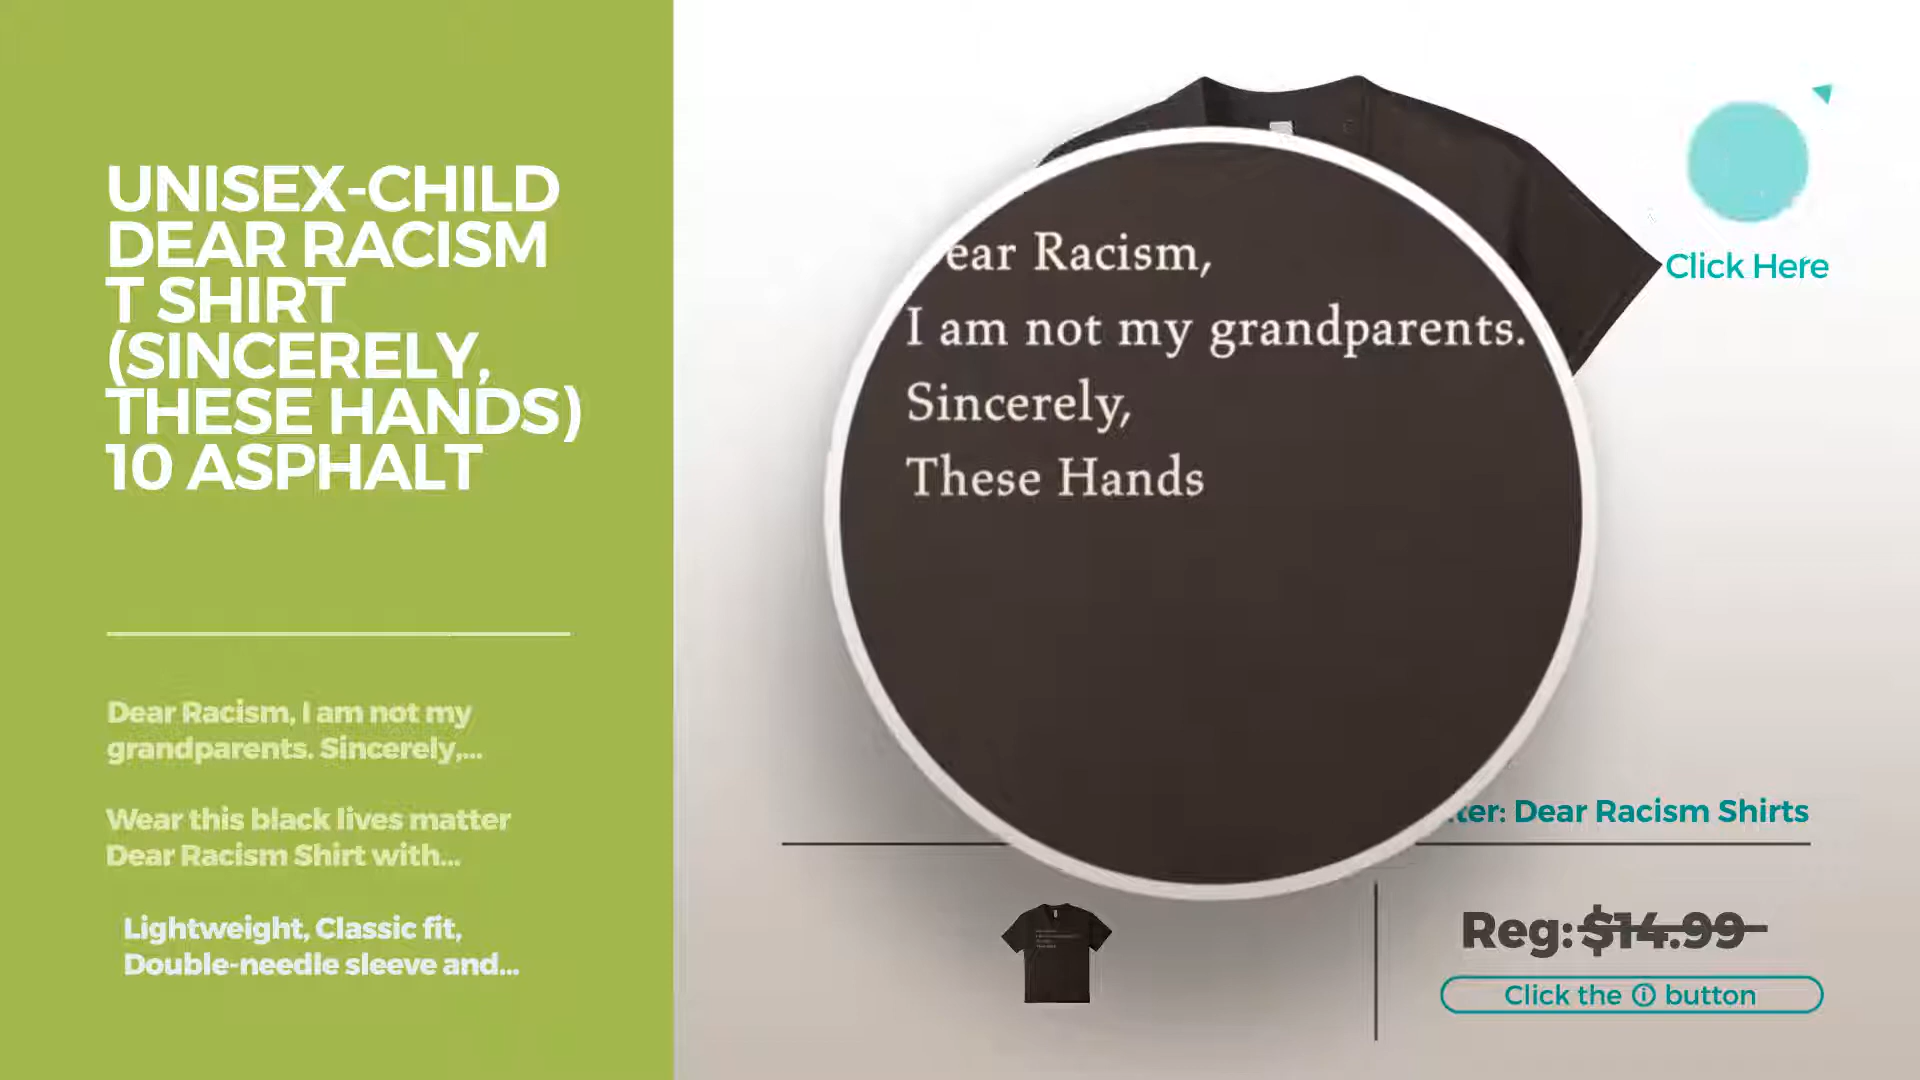 UNISEX-CHILD
DEAR RACISM
T SHIRT
(SINCERELY,
THESE HANDS)
10 ASPHALT
Dear Racism, I am not my
grandparents. Sincerely,...
Wear this black lives matter
Dear Racism Shirt with...
Lightweight, Classic fit,
Double-needle sleeve and...
ear Racism,
I am not my grandparents.
Sincerely,
These Hands
Click Here
ter: Dear Racism Shirts
Reg: $14.99
Click the ⓘ button